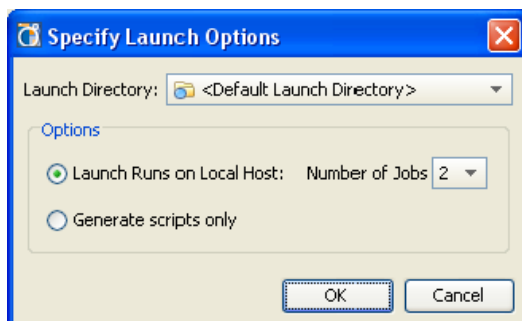 Specify Launch Options
Launch Directory: <Default Launch Directory>
Options
Launch Runs on Local Host: Number of Jobs 2
Generate scripts only
OK Cancel